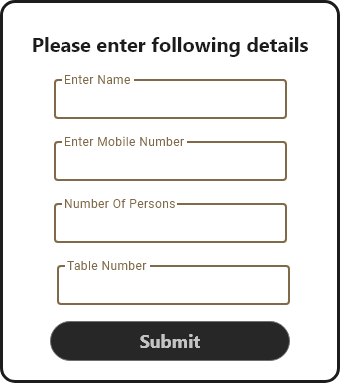 Please enter following details
Enter Name
Enter Mobile Number
Number Of Persons
Table Number
Submit